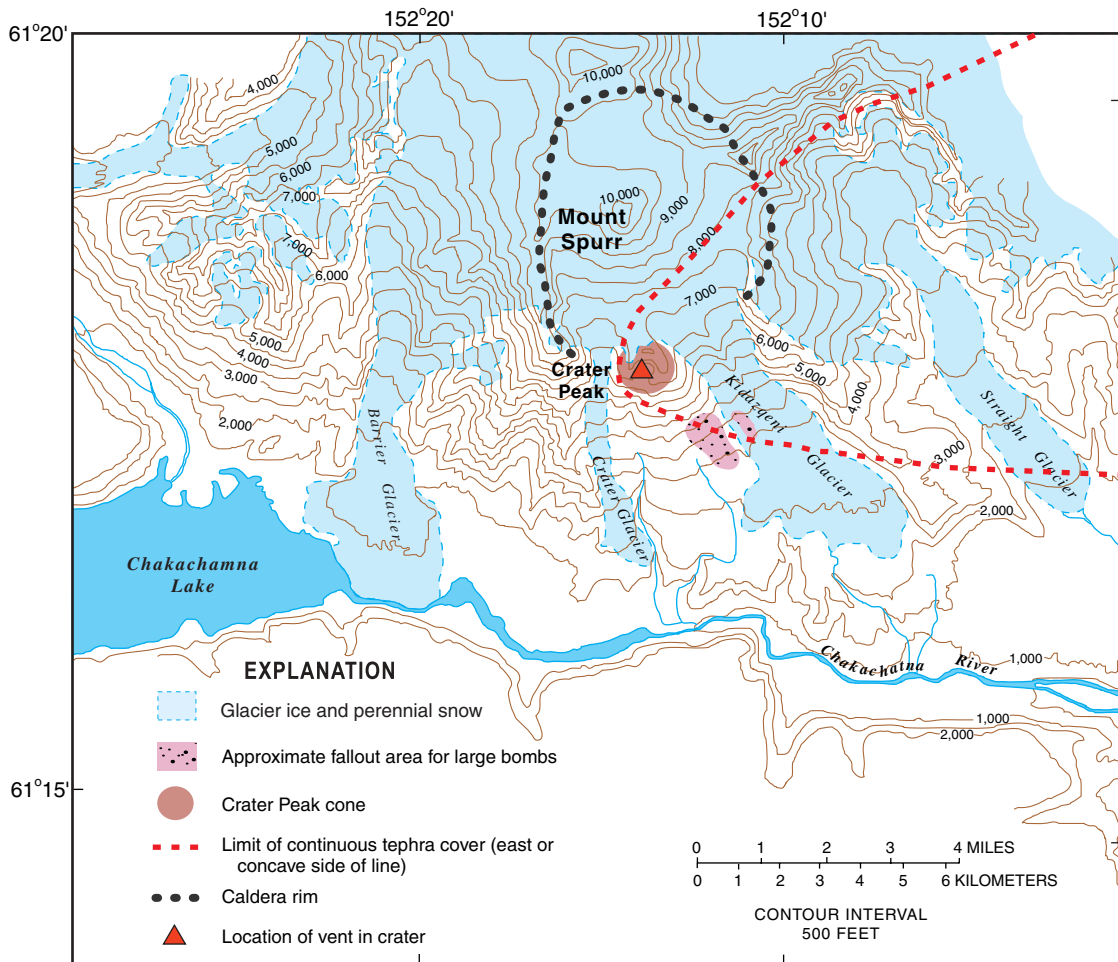 152°20'
152°10'
61°20'
4,000
10,000
5,000
6,000
7,000
7,000
6,000
10,000
9,000
8,000
Mount
Spurr
7,000
5,000
4,000
3,000
2,000
6,000
5,000
4,000
3,000
2,000
Crater
Peak
Barrier
Glacier
Crater Glacier
Kidazgeni
Glacier
Straight
Glacier
Chakachamna
Lake
Chakachatna River
1,000
1,000
2,000
61°15'
EXPLANATION
Glacier ice and perennial snow
Approximate fallout area for large bombs
Crater Peak cone
Limit of continuous tephra cover (east or
concave side of line)
Caldera rim
Location of vent in crater
0 1 2 3 4 MILES
0 1 2 3 4 5 6 KILOMETERS
CONTOUR INTERVAL
500 FEET